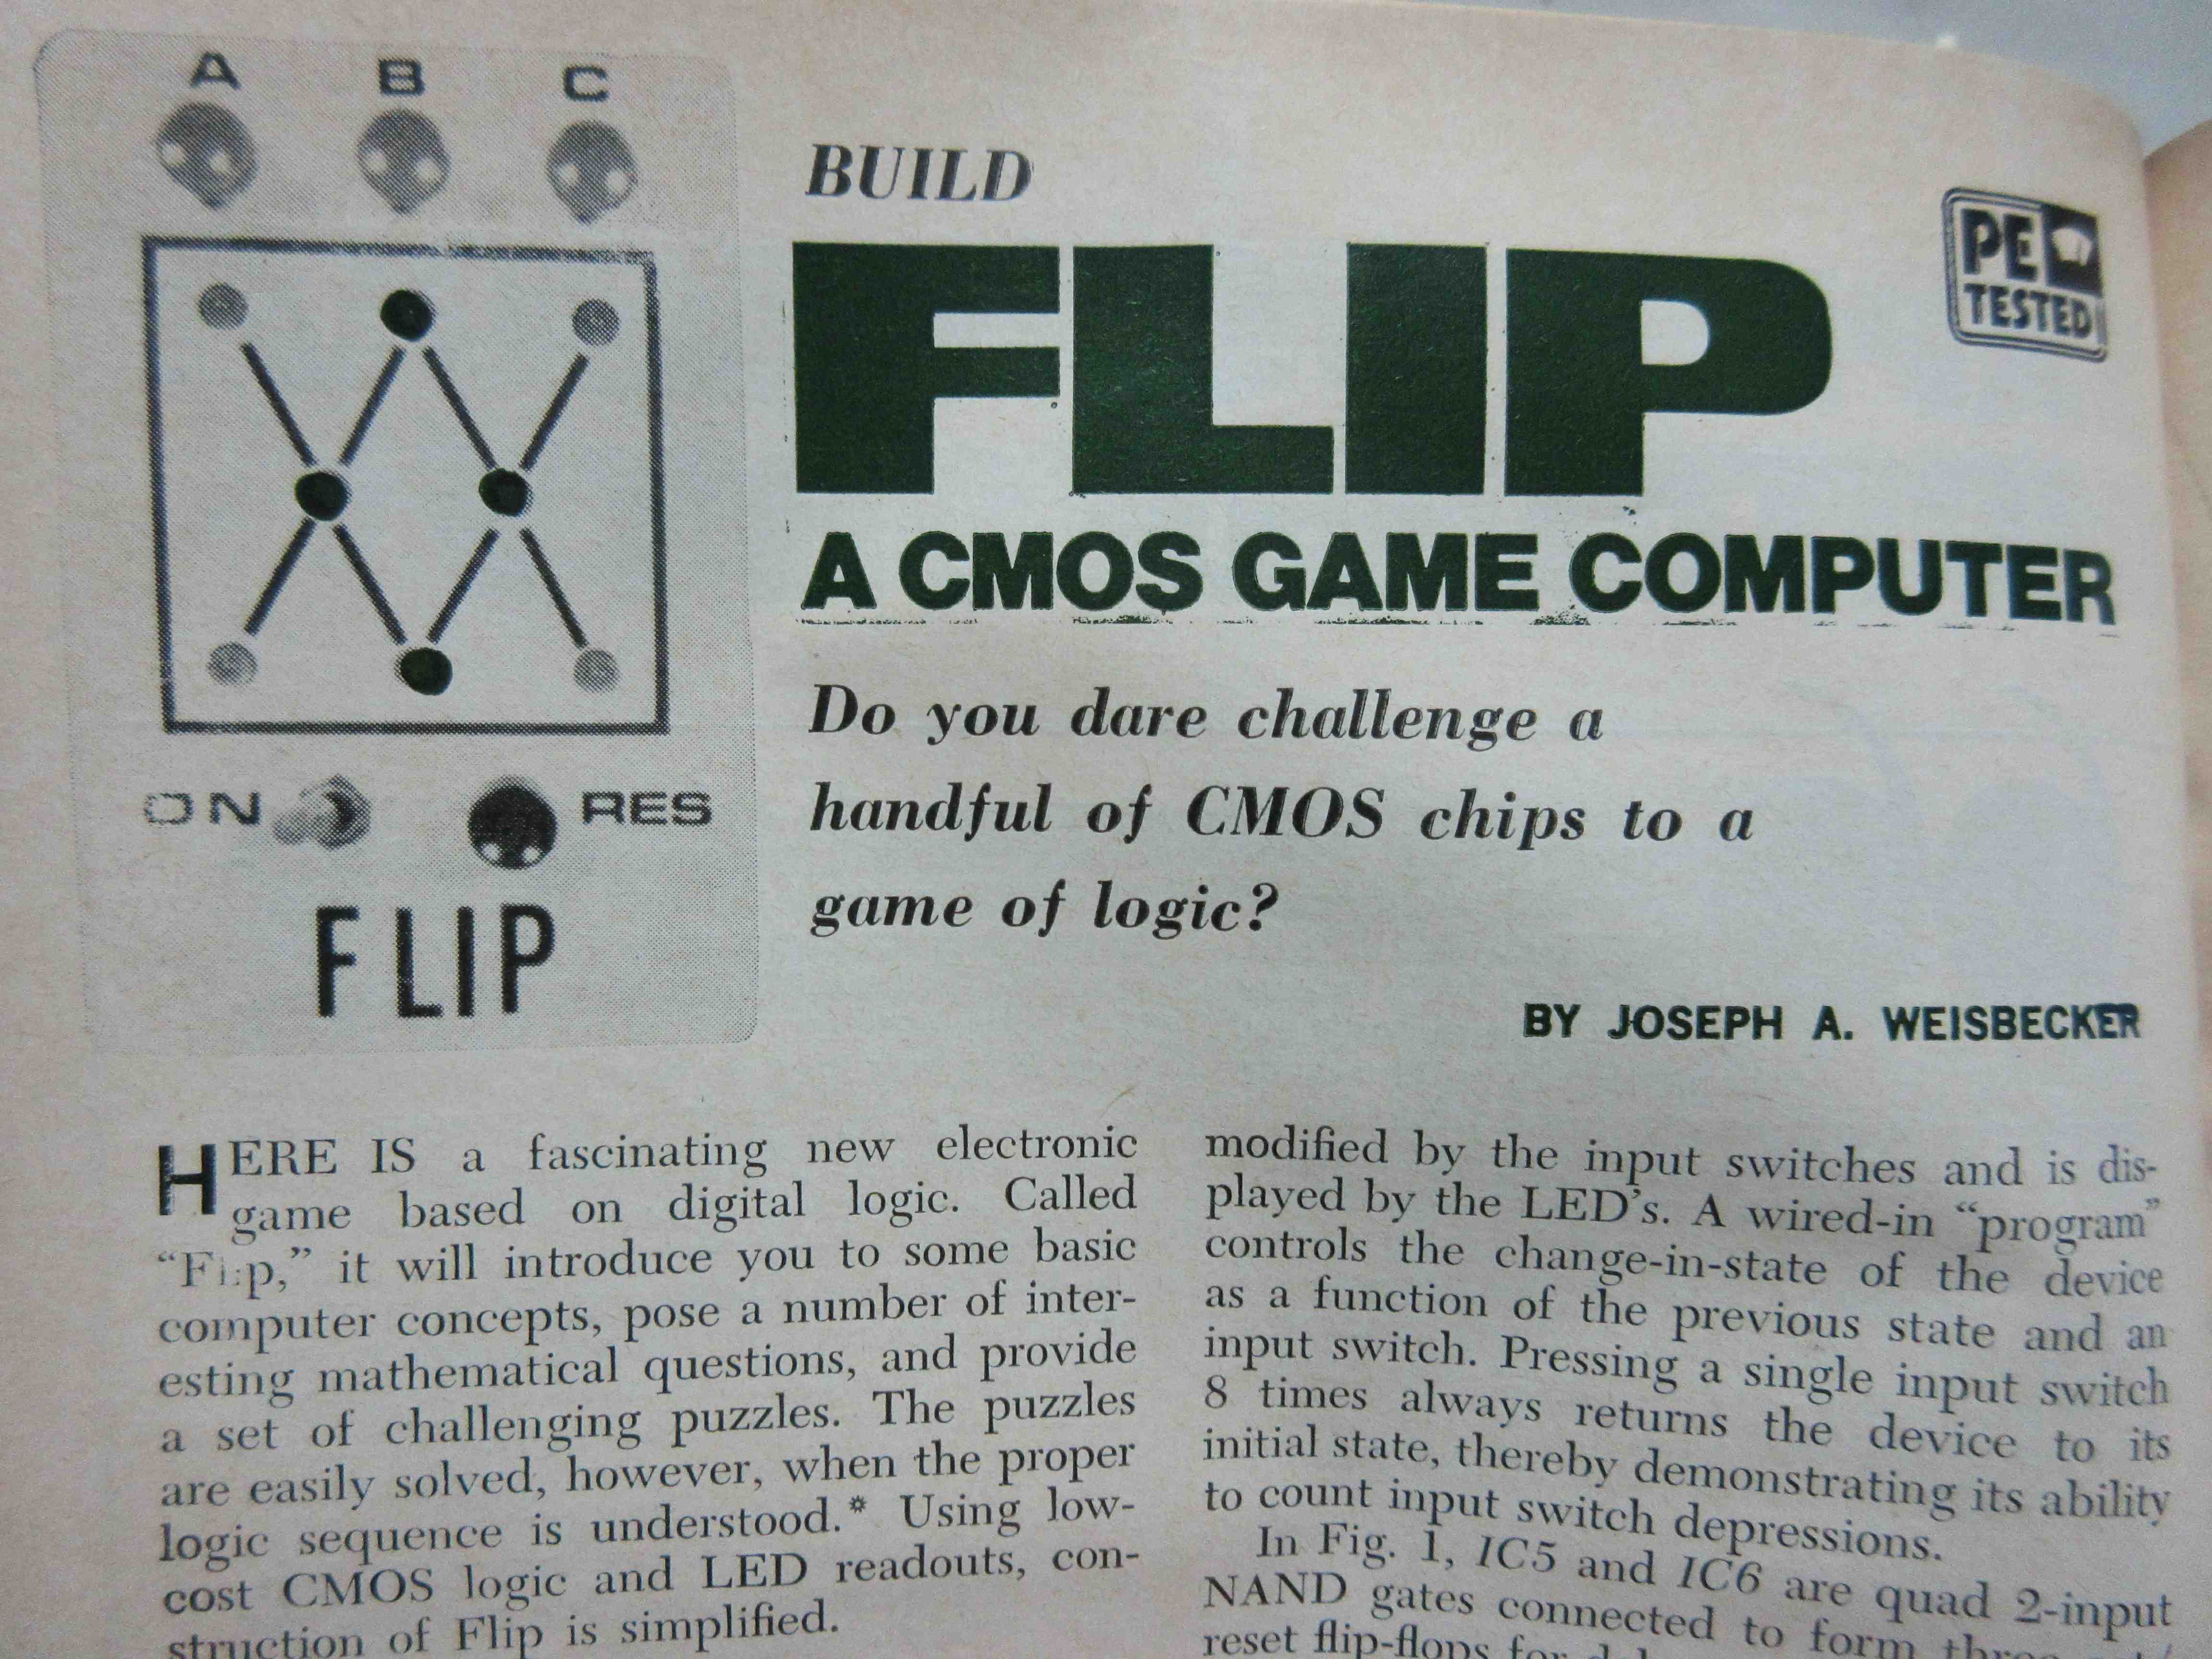 A B C
ON RES
FLIP
BUILD
FLIP
PE
TESTED
A CMOS GAME COMPUTER
Do you dare challenge a
handful of CMOS chips to a
game of logic?
BY JOSEPH A. WEISBECKER
HERE IS a fascinating new electronic
game based on digital logic. Called
“Flip,” it will introduce you to some basic
computer concepts, pose a number of inter-
esting mathematical questions, and provide
a set of challenging puzzles. The puzzles
are easily solved, however, when the proper
logic sequence is understood.* Using low-
cost CMOS logic and LED readouts, con-
struction of Flip is simplified.
modified by the input switches and is dis-
played by the LED’s. A wired-in “program”
controls the change-in-state of the device
as a function of the previous state and an
input switch. Pressing a single input switch
8 times always returns the device to its
initial state, thereby demonstrating its ability
to count input switch depressions.
In Fig. 1, IC5 and IC6 are quad 2-input
NAND gates connected to form three
reset flip-flops for